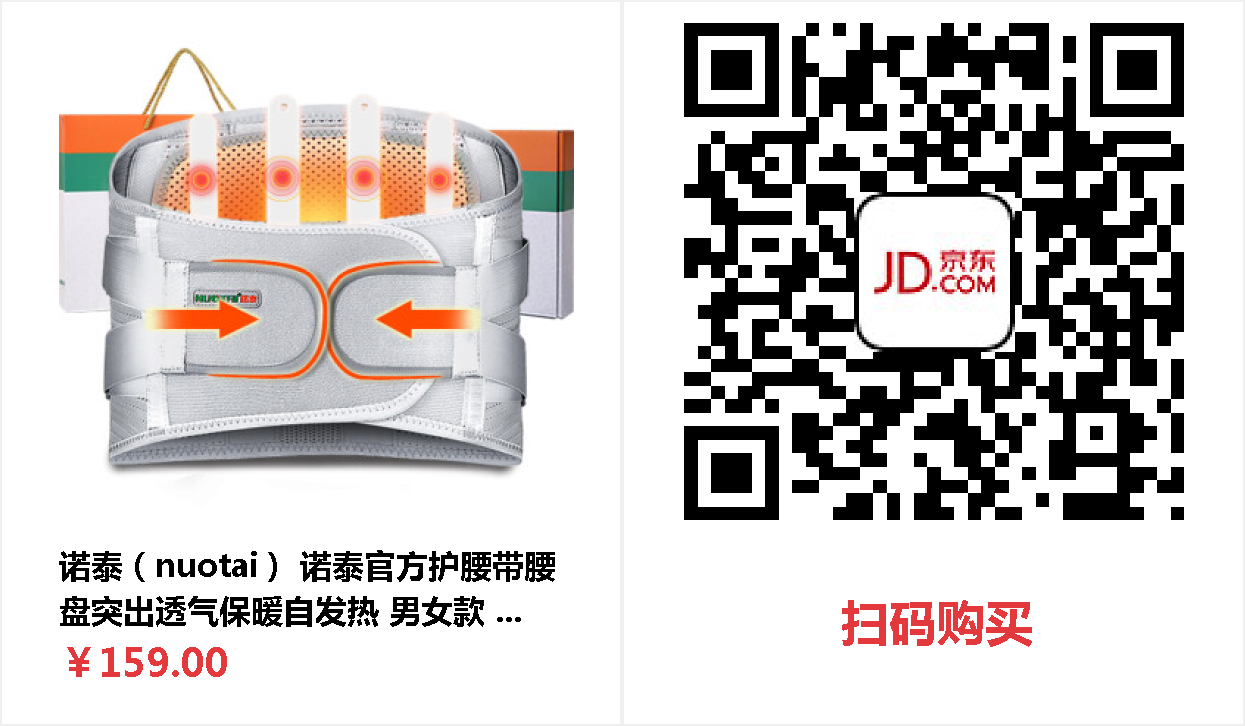 诺泰（nuotai） 诺泰官方护腰带腰
盘突出透气保暖自发热 男女款 ...
￥159.00
JD.京东
.COM
扫码购买